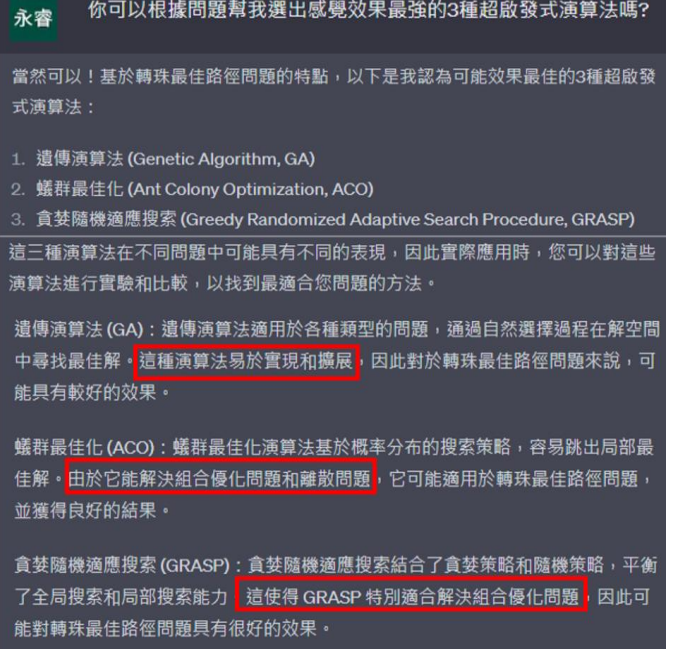 永睿
你可以根據問題幫我選出感覺效果最強的3種超啟發式演算法嗎?
當然可以！基於轉珠最佳路徑問題的特點，以下是我認為可能效果最佳的3種超啟發
式演算法：
1. 遺傳演算法 (Genetic Algorithm, GA)
2. 蟻群最佳化 (Ant Colony Optimization, ACO)
3. 貪婪隨機適應搜索 (Greedy Randomized Adaptive Search Procedure, GRASP)
這三種演算法在不同問題中可能具有不同的表現，因此實際應用時，您可以對這些
演算法進行實驗和比較，以找到最適合您問題的方法。
遺傳演算法 (GA)：遺傳演算法適用於各種類型的問題，通過自然選擇過程在解空間
中尋找最佳解。這種演算法易於實現和擴展，因此對於轉珠最佳路徑問題來說，可
能具有較好的效果。
蟻群最佳化 (ACO)：蟻群最佳化演算法基於概率分布的搜索策略，容易跳出局部最
佳解。由於它能解決組合優化問題和離散問題，它可能適用於轉珠最佳路徑問題，
並獲得良好的結果。
貪婪隨機適應搜索 (GRASP)：貪婪隨機適應搜索結合了貪婪策略和隨機策略，平衡
了全局搜索和局部搜索能力，這使得 GRASP 特別適合解決組合優化問題，因此可
能對轉珠最佳路徑問題具有很好的效果。